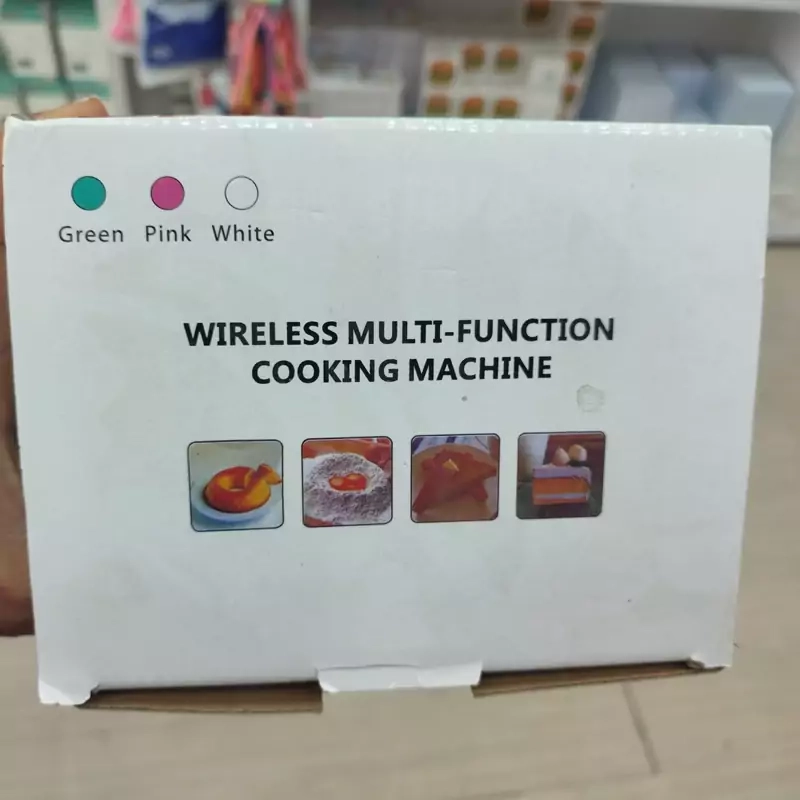 Green Pink White
WIRELESS MULTI-FUNCTION
COOKING MACHINE